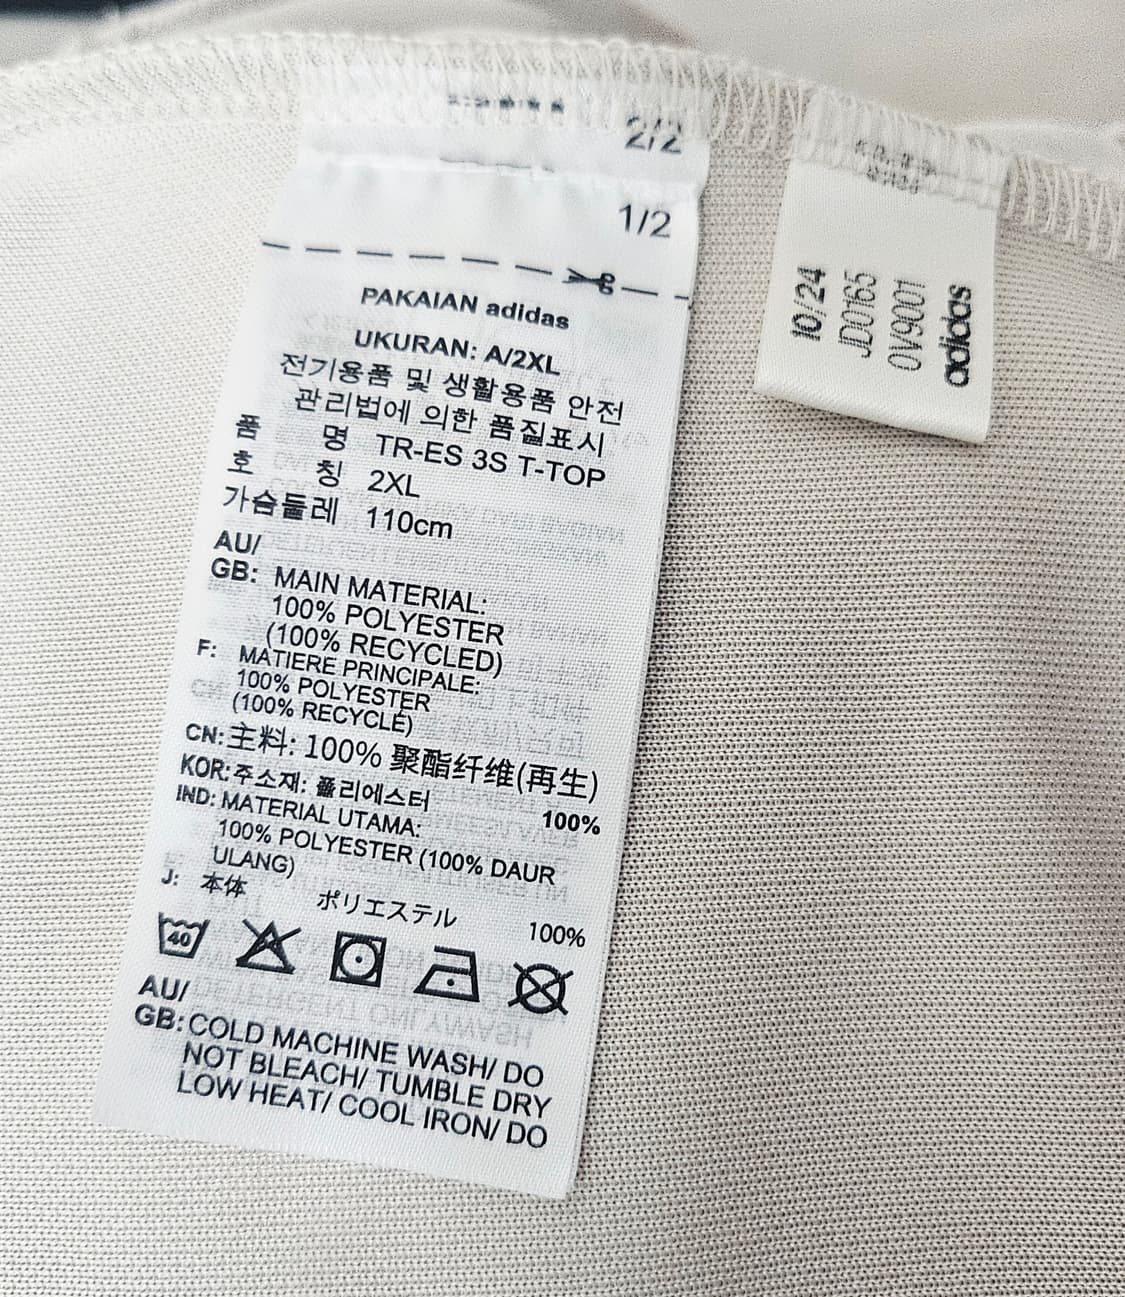 2/2
1/2
PAKAIAN adidas
UKURAN: A/2XL
전기용품 및 생활용품 안전
관리법에 의한 품질표시
품 명 TR-ES 3S T-TOP
호 칭 2XL
가슴둘레 110cm
AU/
GB: MAIN MATERIAL:
100% POLYESTER
(100% RECYCLED)
F: MATIERE PRINCIPALE:
100% POLYESTER
(100% RECYCLÉ)
CN: 主料: 100% 聚酯纤维(再生)
KOR: 주소재: 폴리에스터 100%
IND: MATERIAL UTAMA:
100% POLYESTER (100% DAUR
ULANG)
J: 本体 ポリエステル 100%
40
AU/
GB: COLD MACHINE WASH/ DO
NOT BLEACH/ TUMBLE DRY
LOW HEAT/ COOL IRON/ DO
10/24
JD0165
0V9001
adidas